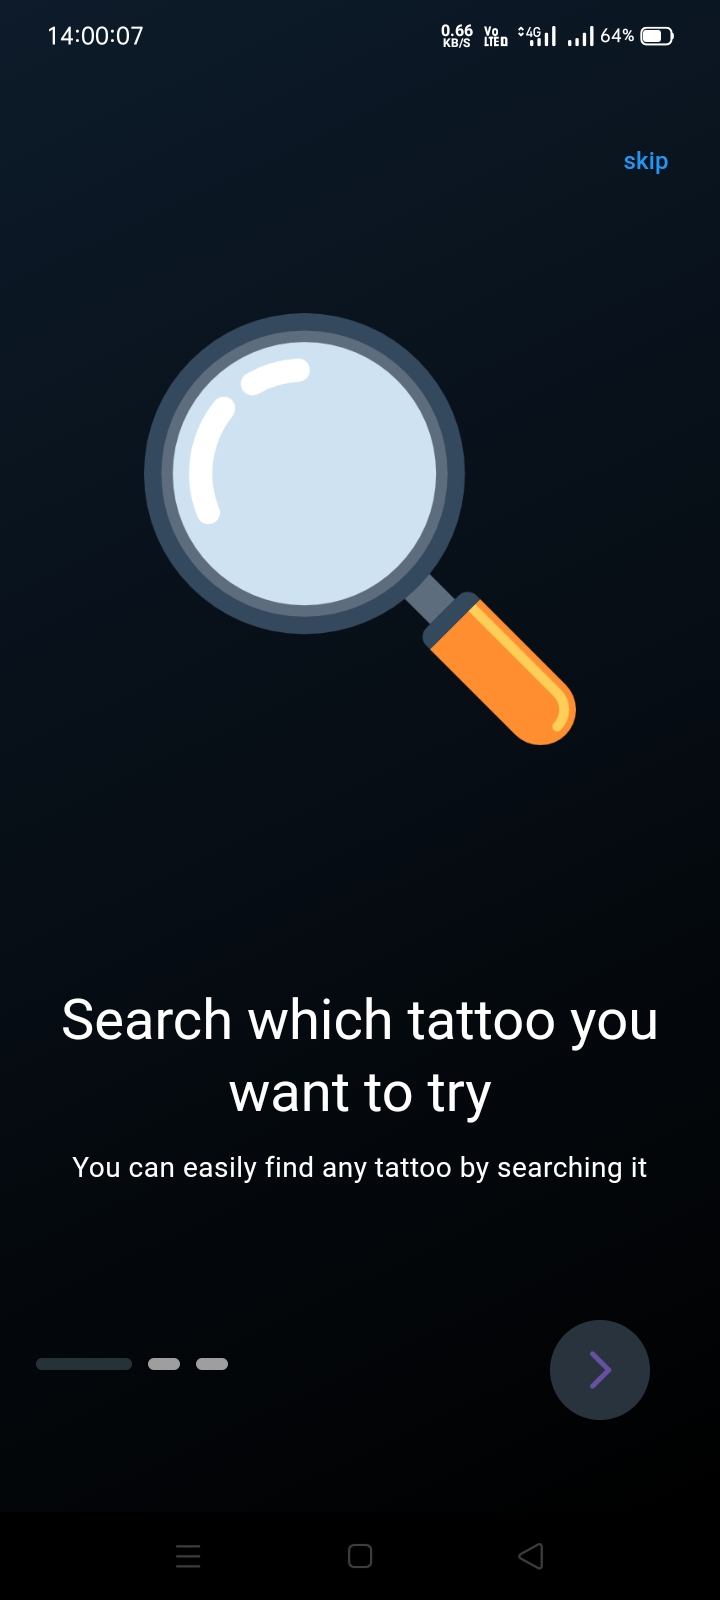 14:00:07
0.66 KB/S Vo LTE 4G 64%
skip
Search which tattoo you
want to try
You can easily find any tattoo by searching it